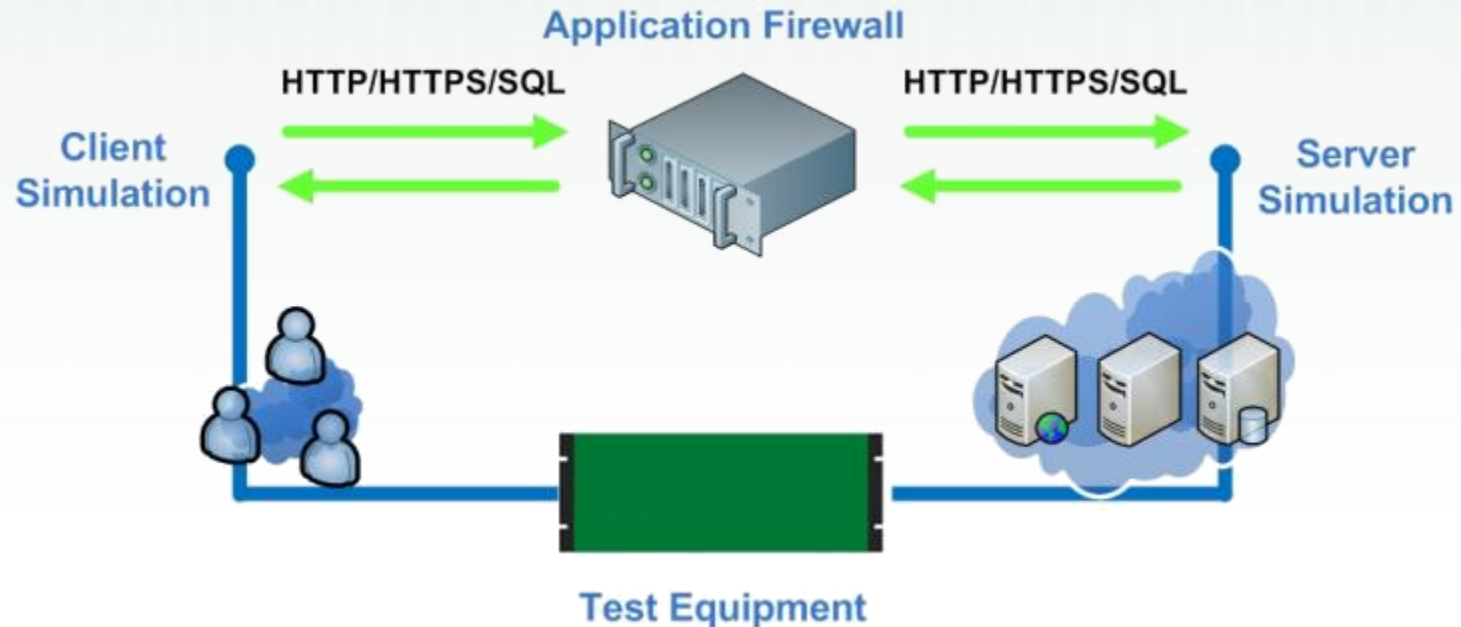 Application Firewall
HTTP/HTTPS/SQL
HTTP/HTTPS/SQL
Client
Simulation
Server
Simulation
Test Equipment